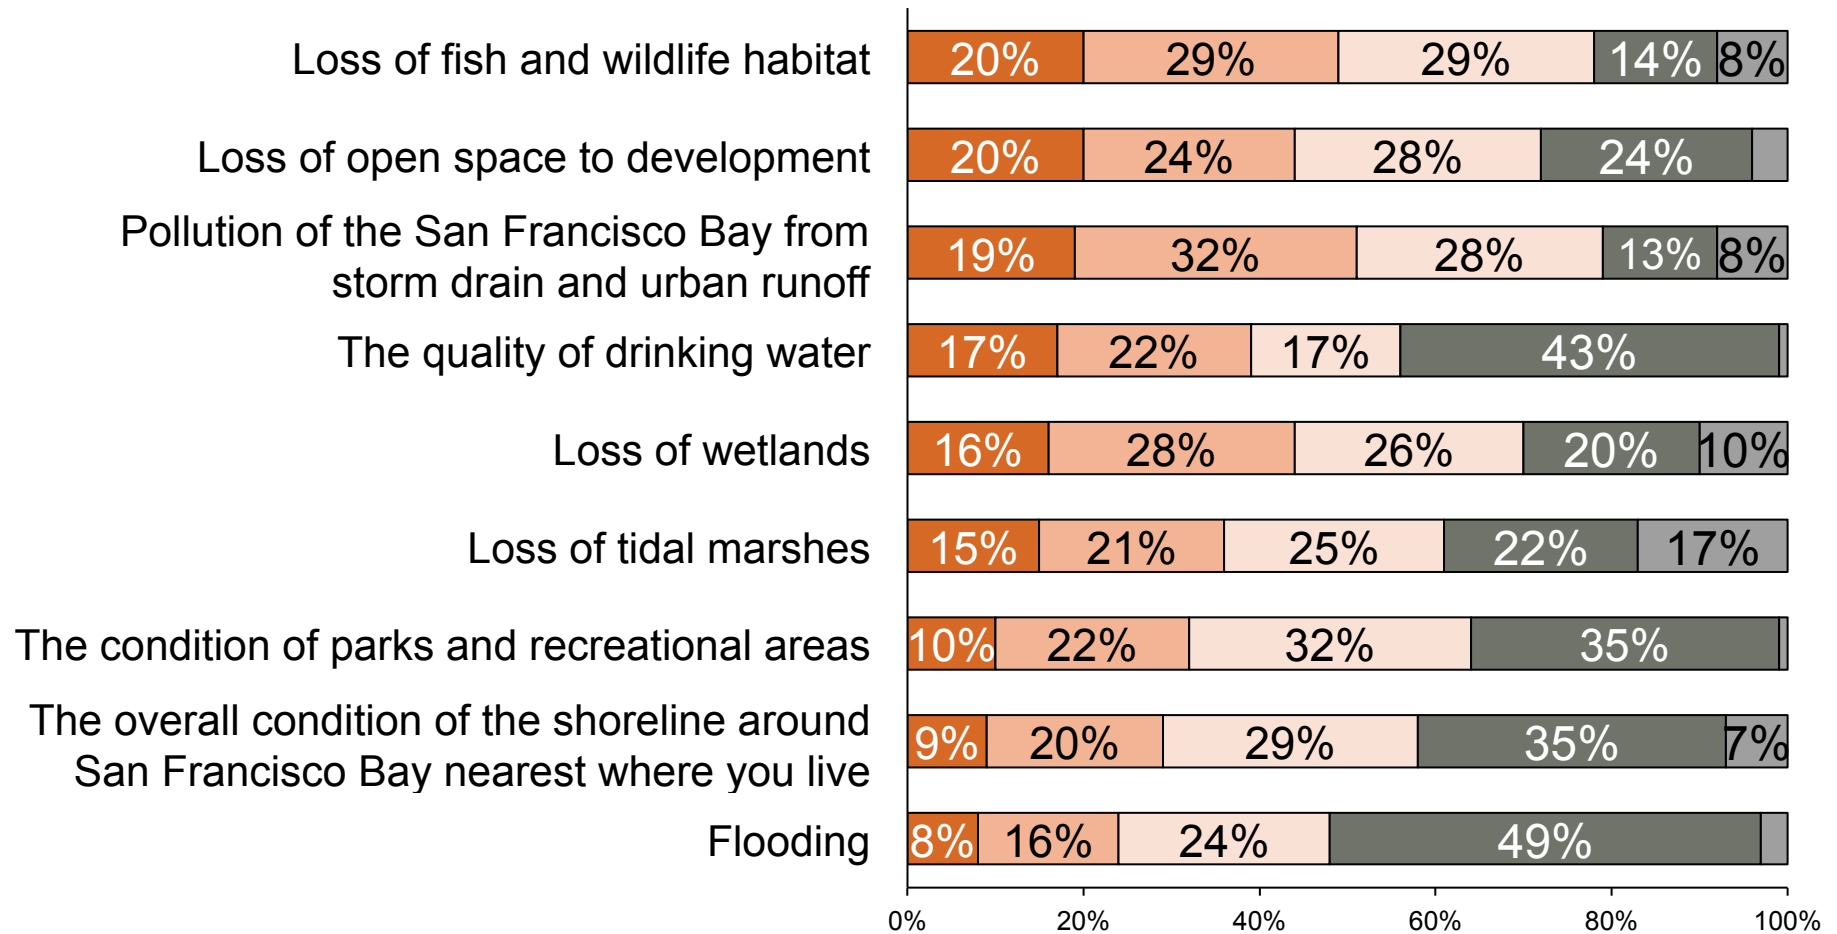 Loss of fish and wildlife habitat 20% 29% 29% 14% 8%
Loss of open space to development 20% 24% 28% 24%
Pollution of the San Francisco Bay from
storm drain and urban runoff 19% 32% 28% 13% 8%
The quality of drinking water 17% 22% 17% 43%
Loss of wetlands 16% 28% 26% 20% 10%
Loss of tidal marshes 15% 21% 25% 22% 17%
The condition of parks and recreational areas 10% 22% 32% 35%
The overall condition of the shoreline around
San Francisco Bay nearest where you live 9% 20% 29% 35% 7%
Flooding 8% 16% 24% 49%
0% 20% 40% 60% 80% 100%